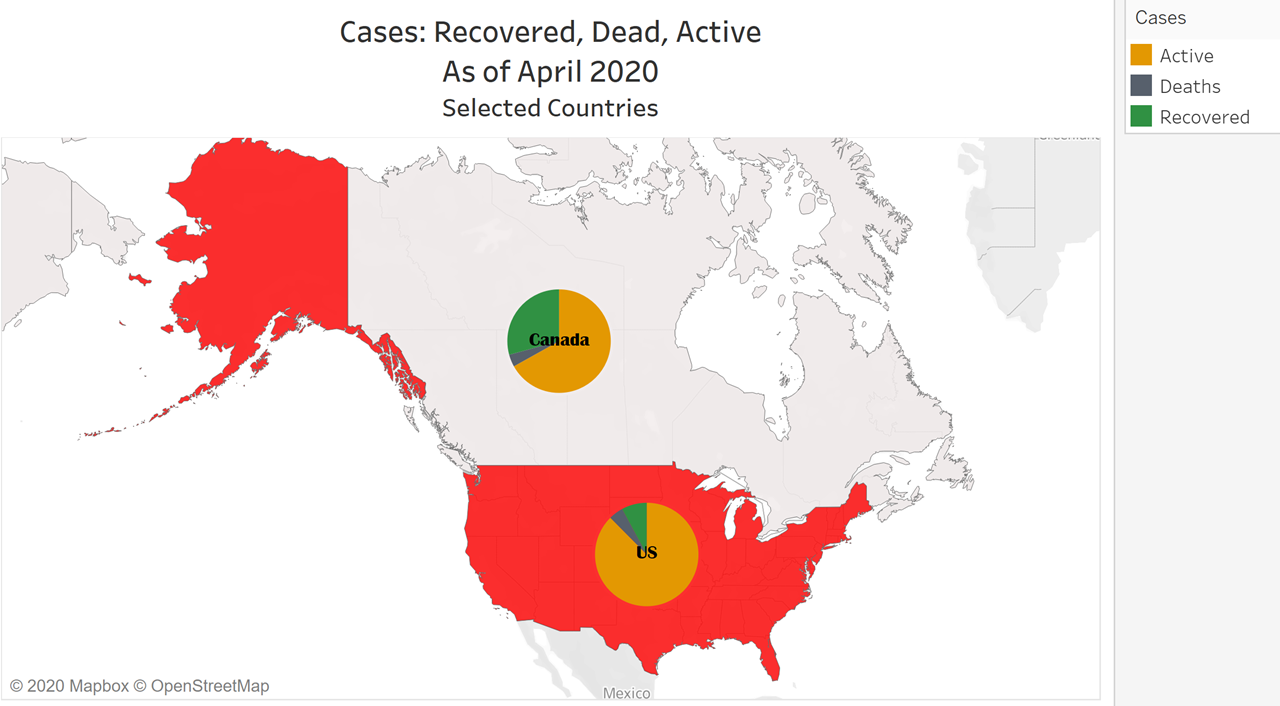 Cases: Recovered, Dead, Active
As of April 2020
Selected Countries
Cases
Active
Deaths
Recovered
Greenland
Canada
US
Mexico
© 2020 Mapbox © OpenStreetMap